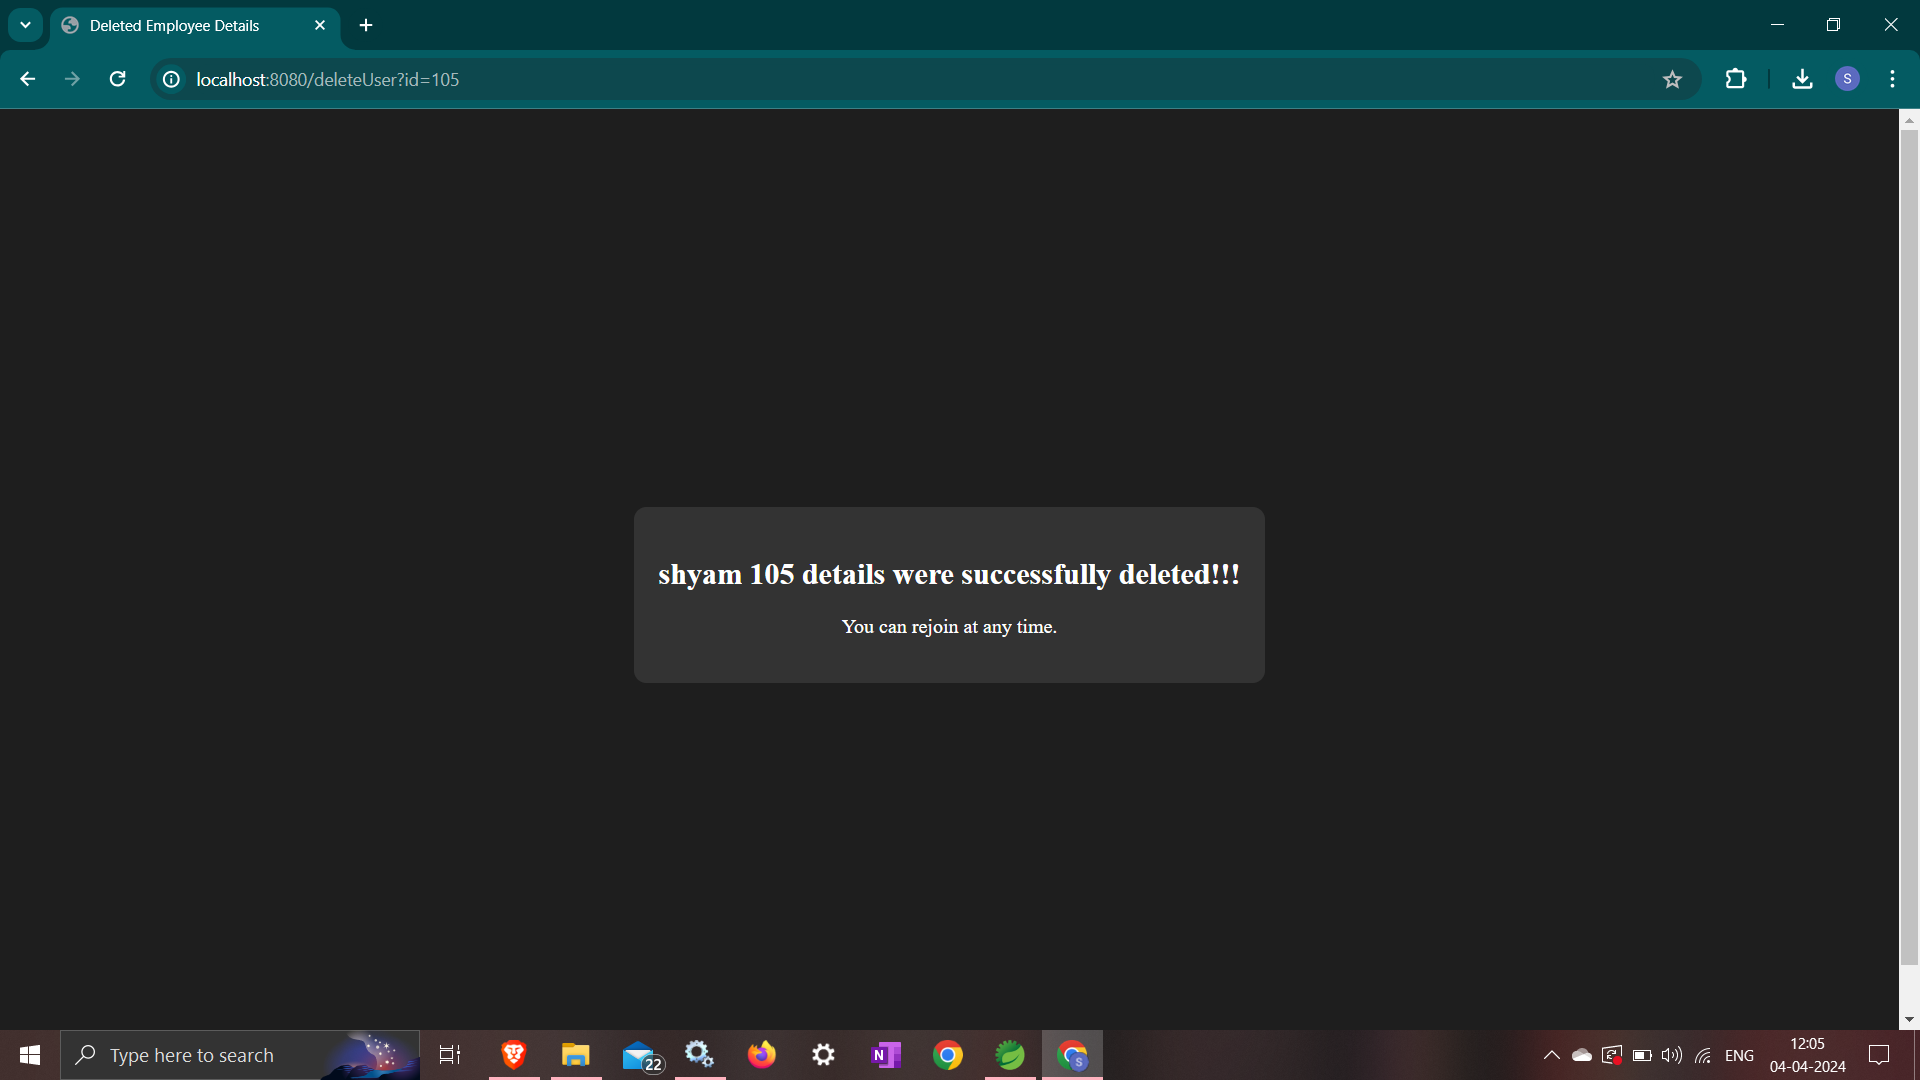 Deleted Employee Details
localhost:8080/deleteUser?id=105
S
shyam 105 details were successfully deleted!!!
You can rejoin at any time.
Type here to search
22
N
S
ENG
12:05
04-04-2024